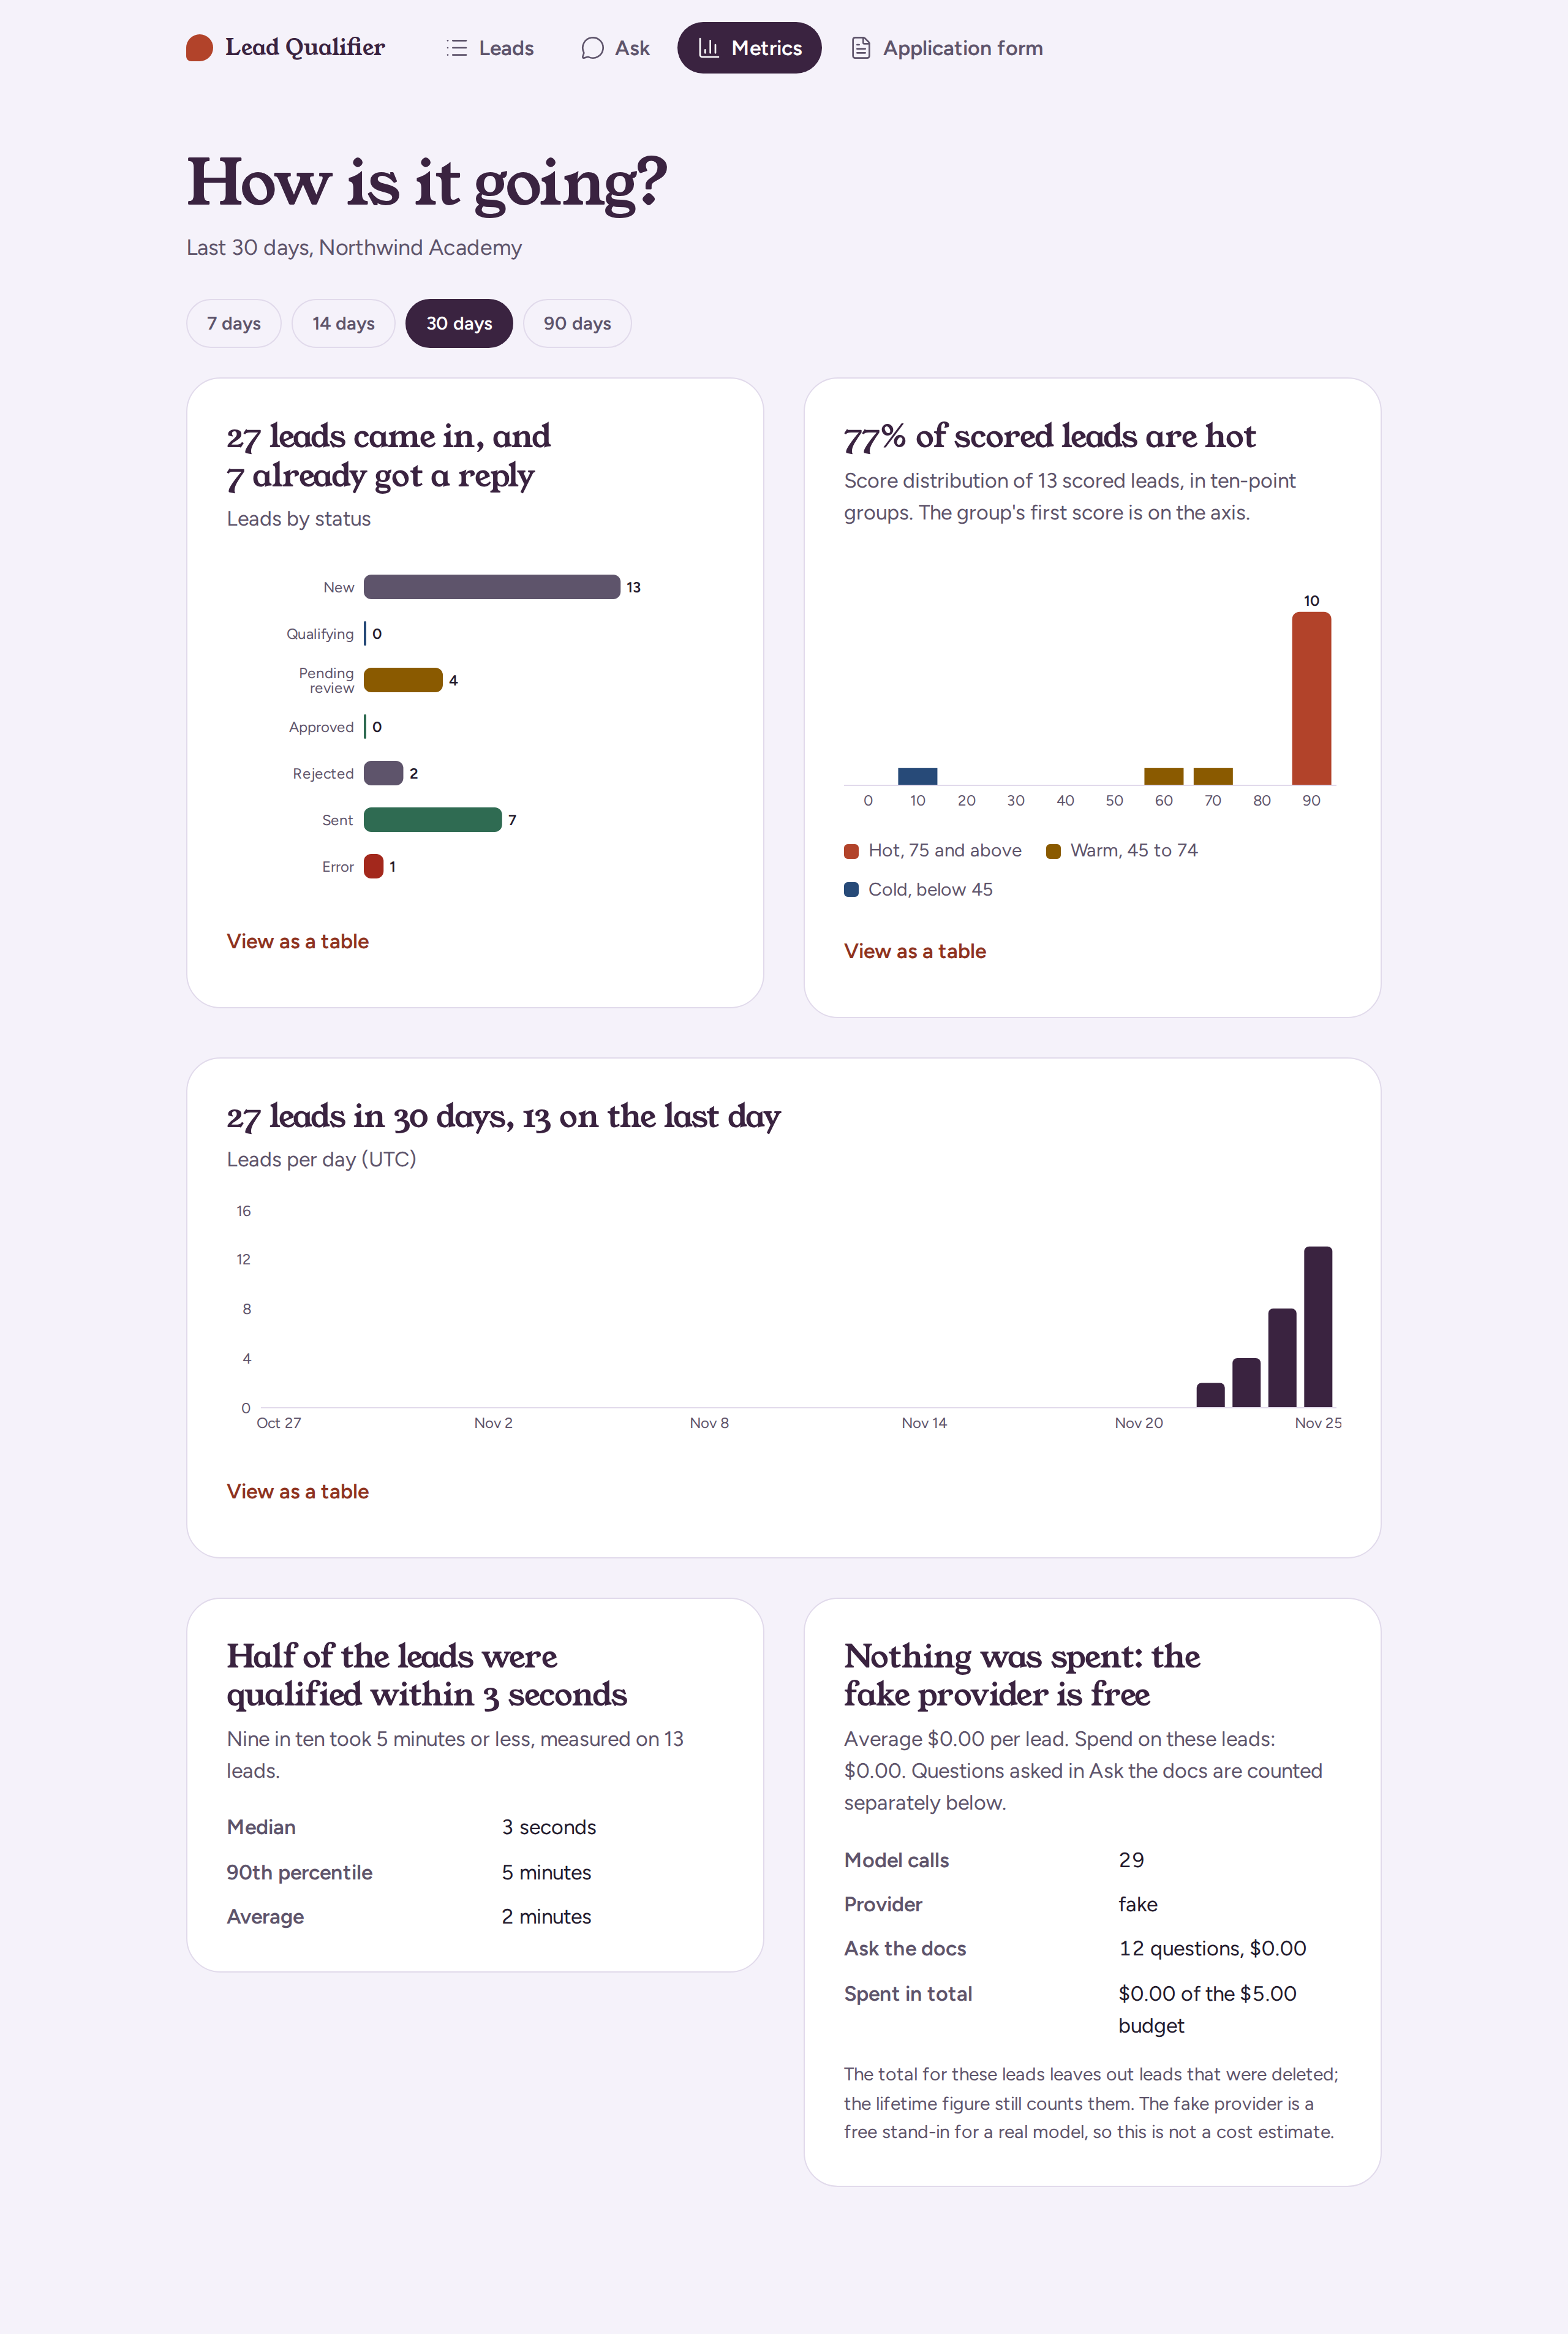 Lead Qualifier
Leads
Ask
Metrics
Application form
How is it going?
Last 30 days, Northwind Academy
7 days
14 days
30 days
90 days
27 leads came in, and
7 already got a reply
Leads by status
New 13
Qualifying 0
Pending
review 4
Approved 0
Rejected 2
Sent 7
Error 1
View as a table
77% of scored leads are hot
Score distribution of 13 scored leads, in ten-point
groups. The group's first score is on the axis.
10
0 10 20 30 40 50 60 70 80 90
Hot, 75 and above
Warm, 45 to 74
Cold, below 45
View as a table
27 leads in 30 days, 13 on the last day
Leads per day (UTC)
16
12
8
4
0
Oct 27 Nov 2 Nov 8 Nov 14 Nov 20 Nov 25
View as a table
Half of the leads were
qualified within 3 seconds
Nine in ten took 5 minutes or less, measured on 13
leads.
Median 3 seconds
90th percentile 5 minutes
Average 2 minutes
Nothing was spent: the
fake provider is free
Average $0.00 per lead. Spend on these leads:
$0.00. Questions asked in Ask the docs are counted
separately below.
Model calls 29
Provider fake
Ask the docs 12 questions, $0.00
Spent in total $0.00 of the $5.00
budget
The total for these leads leaves out leads that were deleted;
the lifetime figure still counts them. The fake provider is a
free stand-in for a real model, so this is not a cost estimate.